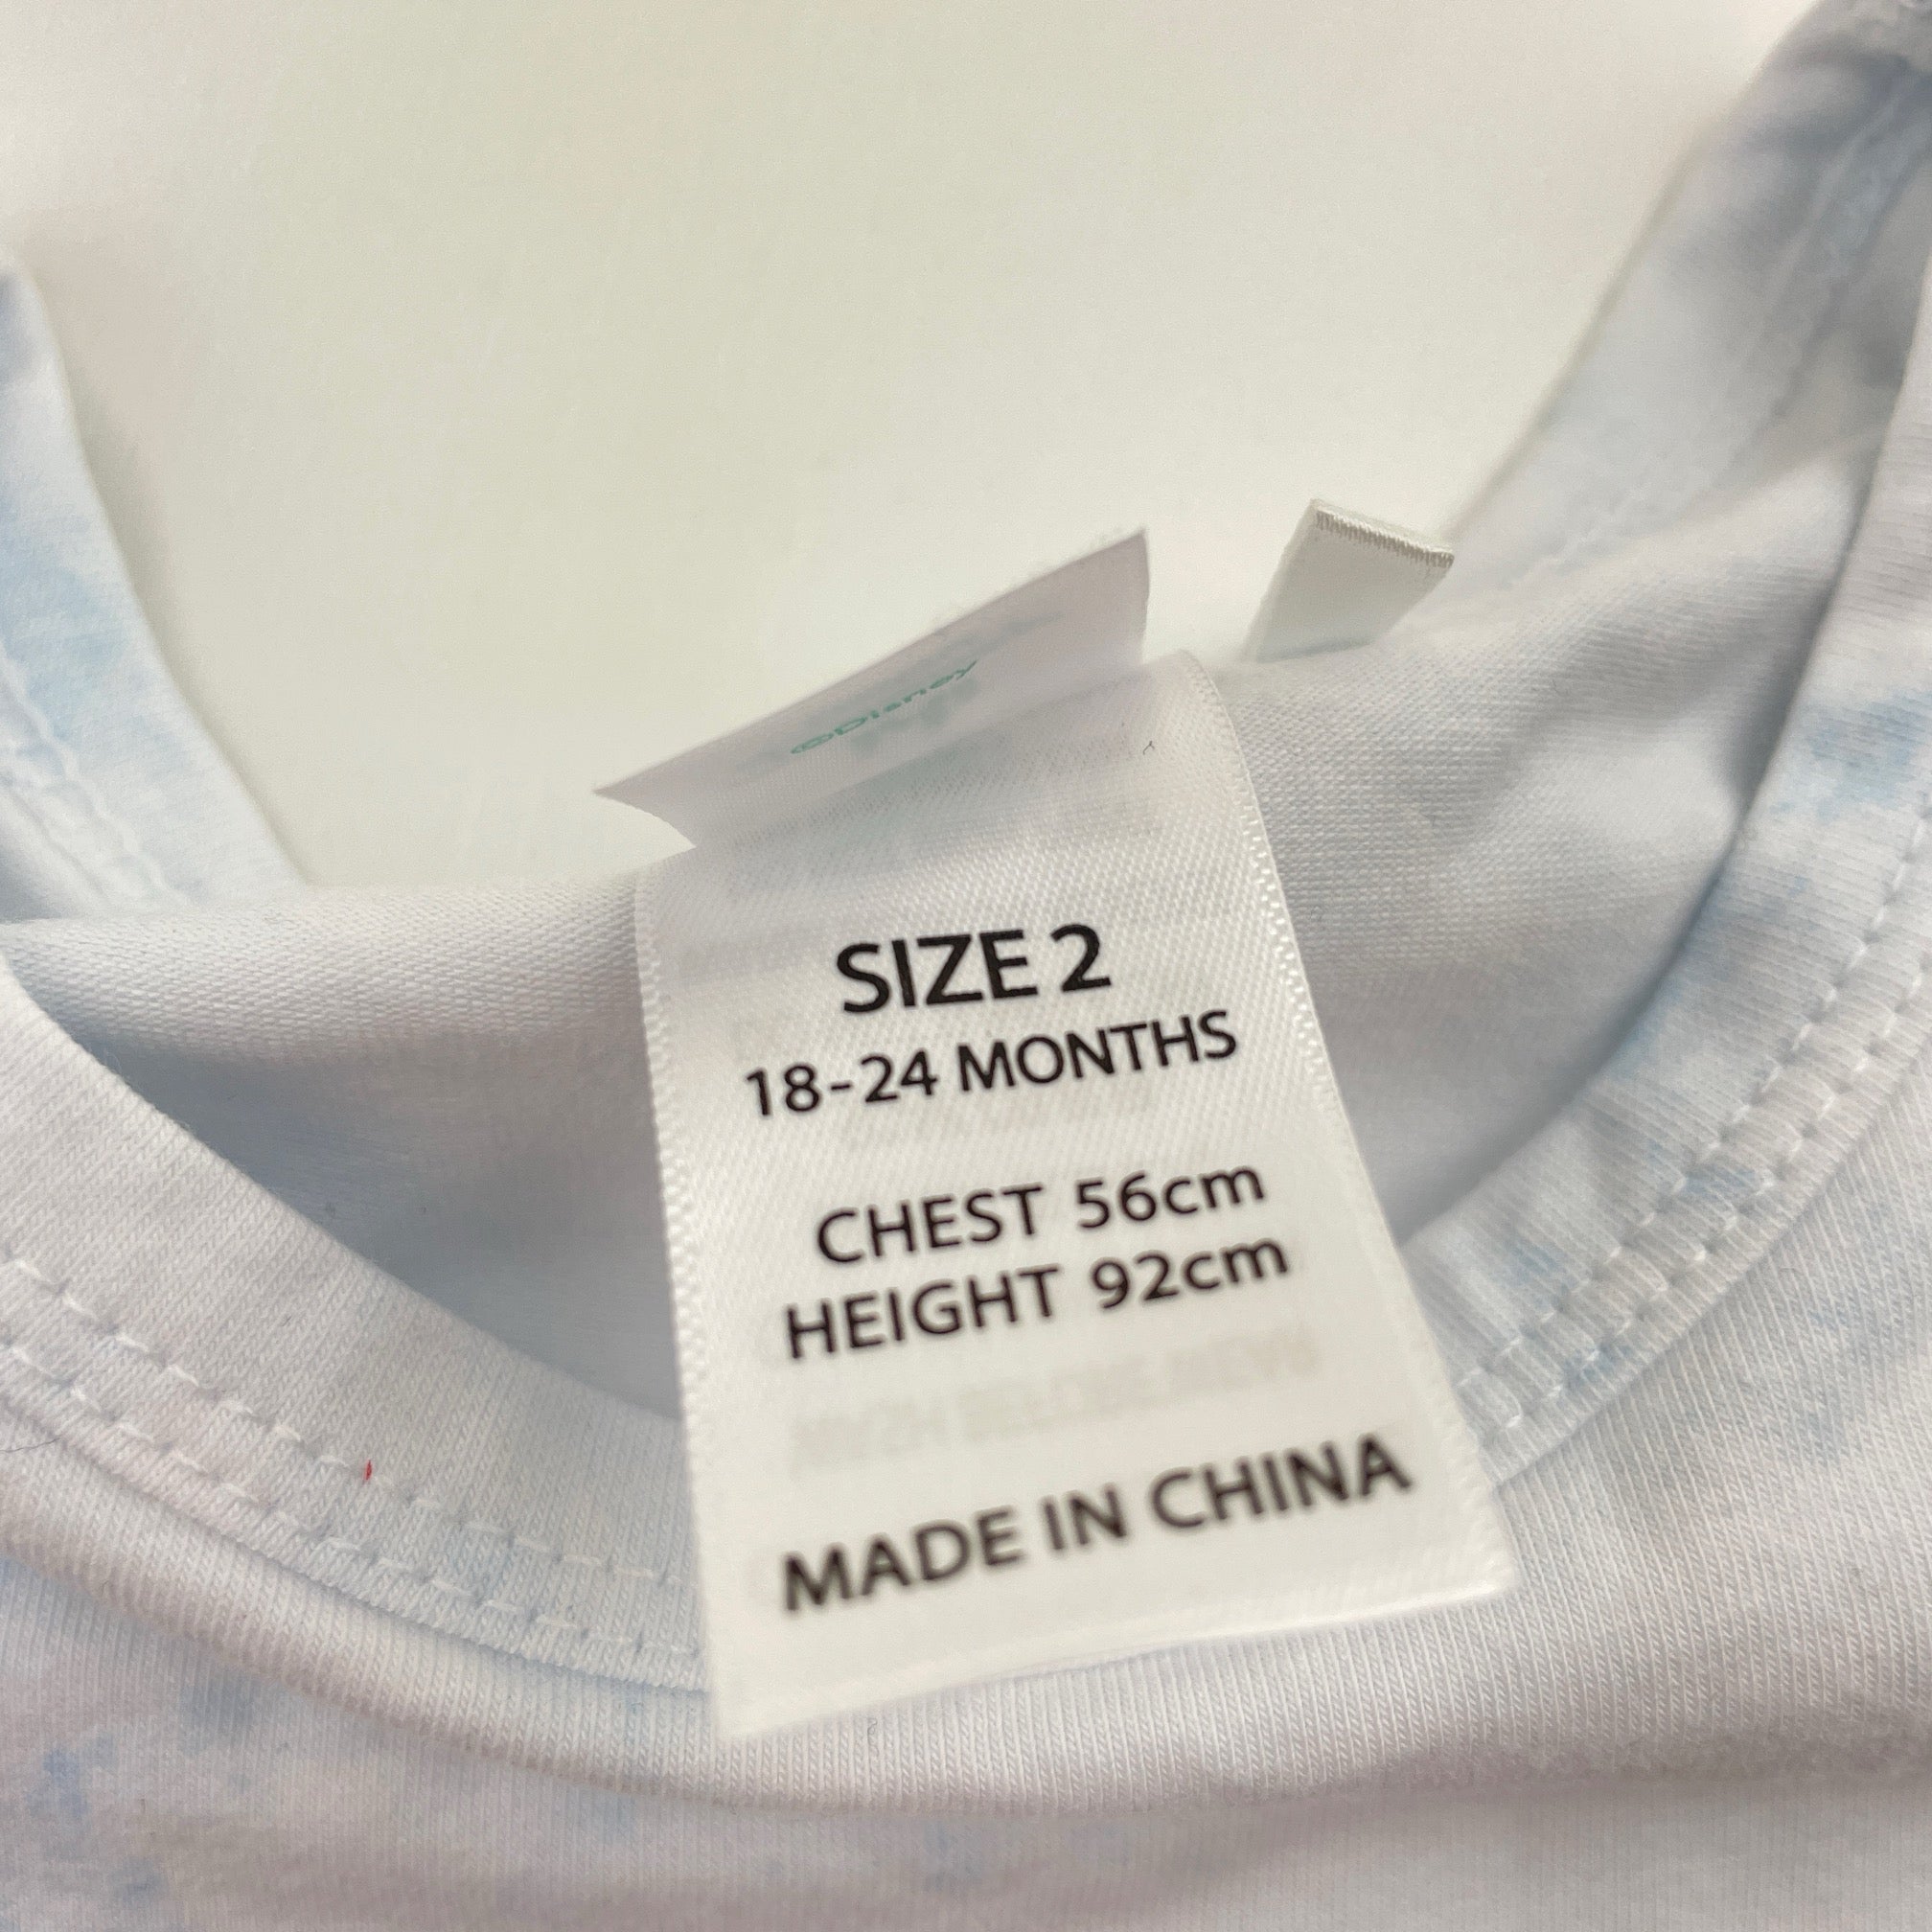 ©Disney
SIZE 2
18-24 MONTHS
CHEST 56cm
HEIGHT 92cm
MADE IN CHINA